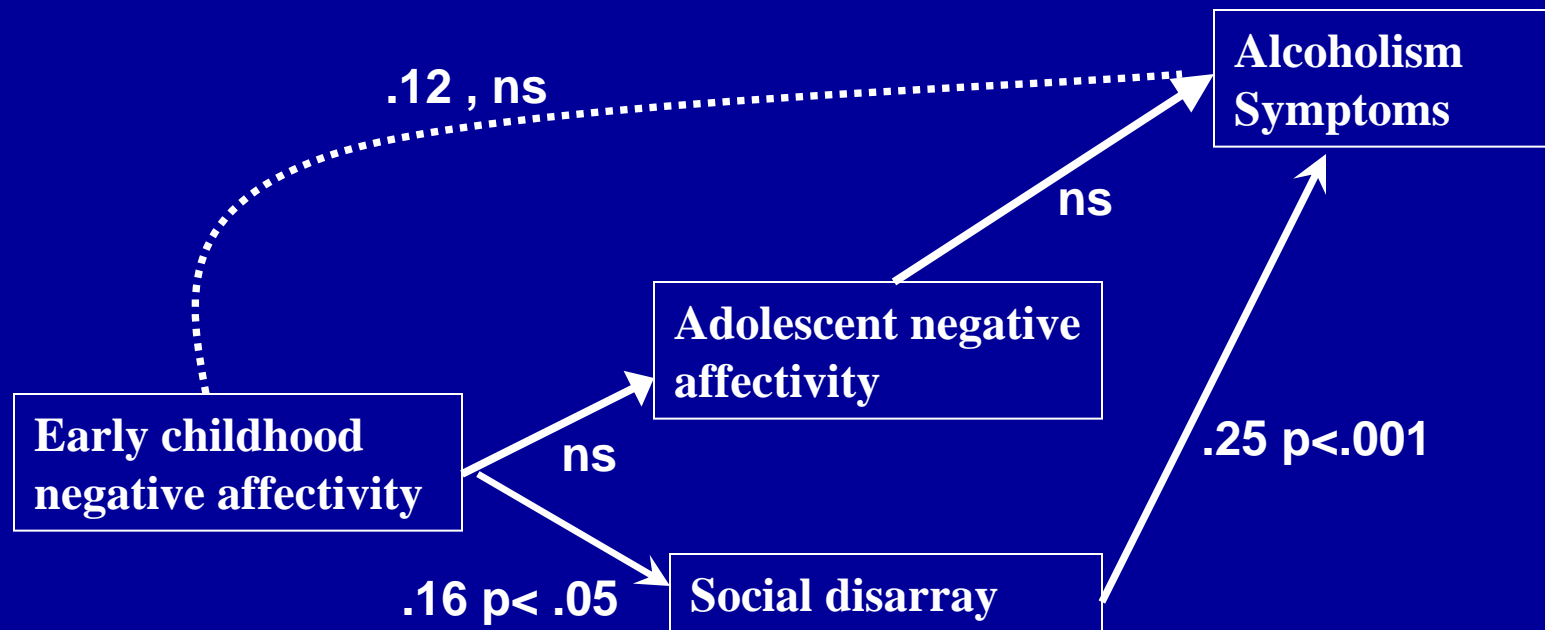 Alcoholism
Symptoms
.12 , ns
ns
Adolescent negative
affectivity
Early childhood
negative affectivity
ns
.25 p<.001
.16 p< .05
Social disarray